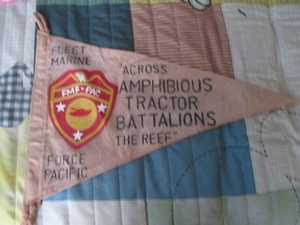 FLEET
MARINE
FMF-PAC
FORCE
PACIFIC
"ACROSS
AMPHIBIOUS
TRACTOR
BATTALIONS
THE REEF"